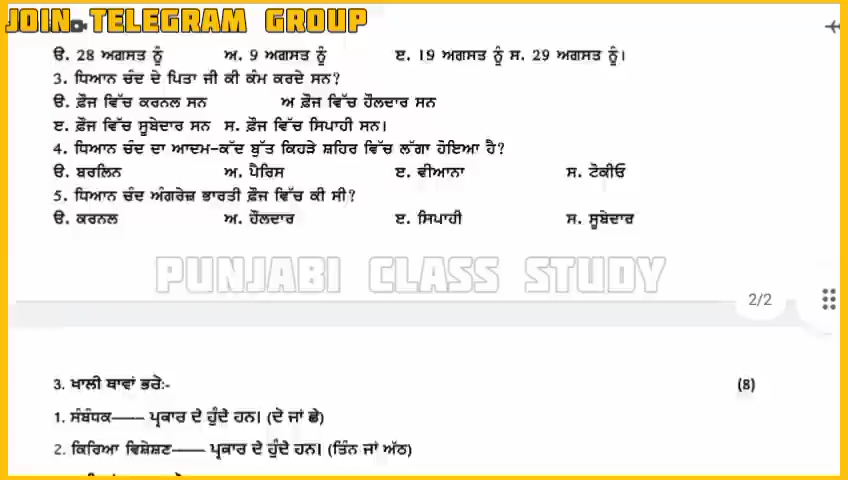 JOIN TELEGRAM GROUP
ੳ. 28 ਅਗਸਤ ਨੂੰ ਅ. 9 ਅਗਸਤ ਨੂੰ ੲ. 19 ਅਗਸਤ ਨੂੰ ਸ. 29 ਅਗਸਤ ਨੂੰ।
3. ਧਿਆਨ ਚੰਦ ਦੇ ਪਿਤਾ ਜੀ ਕੀ ਕੰਮ ਕਰਦੇ ਸਨ?
ੳ. ਫ਼ੌਜ ਵਿੱਚ ਕਰਨਲ ਸਨ ਅ ਫ਼ੌਜ ਵਿੱਚ ਹੌਲਦਾਰ ਸਨ
ੲ. ਫ਼ੌਜ ਵਿੱਚ ਸੂਬੇਦਾਰ ਸਨ ਸ. ਫ਼ੌਜ ਵਿੱਚ ਸਿਪਾਹੀ ਸਨ।
4. ਧਿਆਨ ਚੰਦ ਦਾ ਆਦਮ-ਕੱਦ ਬੁੱਤ ਕਿਹੜੇ ਸ਼ਹਿਰ ਵਿੱਚ ਲੱਗਾ ਹੋਇਆ ਹੈ?
ੳ. ਬਰਲਿਨ ਅ. ਪੈਰਿਸ ੲ. ਵੀਆਨਾ ਸ. ਟੋਕੀਓ
5. ਧਿਆਨ ਚੰਦ ਅੰਗਰੇਜ਼ ਭਾਰਤੀ ਫ਼ੌਜ ਵਿੱਚ ਕੀ ਸੀ?
ੳ. ਕਰਨਲ ਅ. ਹੌਲਦਾਰ ੲ. ਸਿਪਾਹੀ ਸ. ਸੂਬੇਦਾਰ
PUNJABI CLASS STUDY
2/2
3. ਖਾਲੀ ਥਾਵਾਂ ਭਰੋ:- (8)
1. ਸੰਬੰਧਕ—— ਪ੍ਰਕਾਰ ਦੇ ਹੁੰਦੇ ਹਨ। (ਦੋ ਜਾਂ ਛੇ)
2. ਕਿਰਿਆ ਵਿਸ਼ੇਸ਼ਣ—— ਪ੍ਰਕਾਰ ਦੇ ਹੁੰਦੇ ਹਨ। (ਤਿੰਨ ਜਾਂ ਅੱਠ)